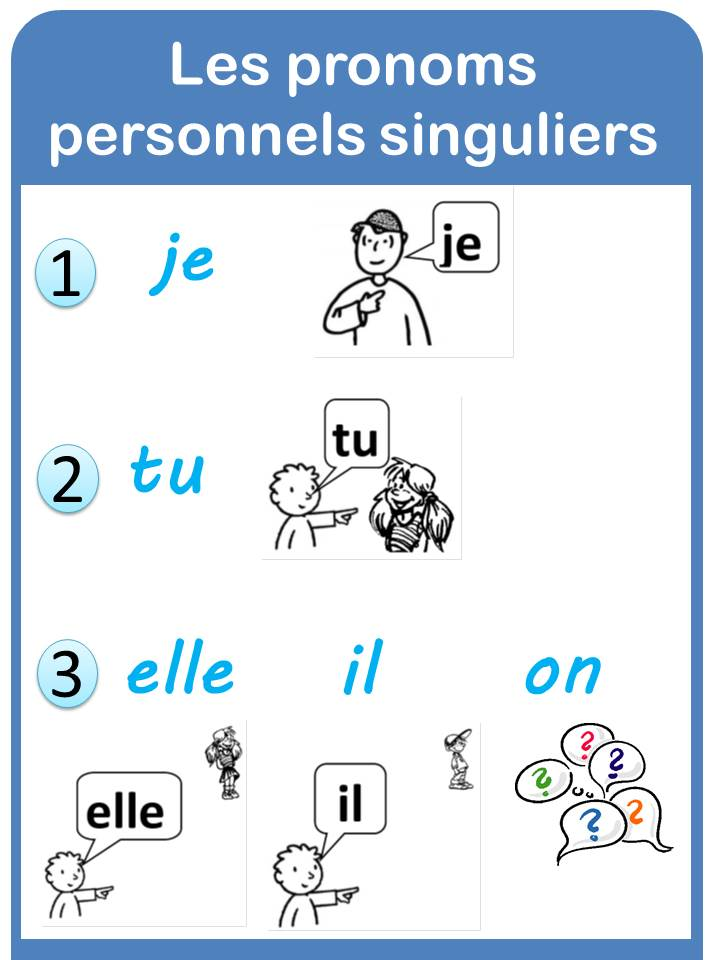 Les pronoms
personnels singuliers
1 je
je
2 tu
tu
3 elle il on
elle
il
? ? ? ? ?